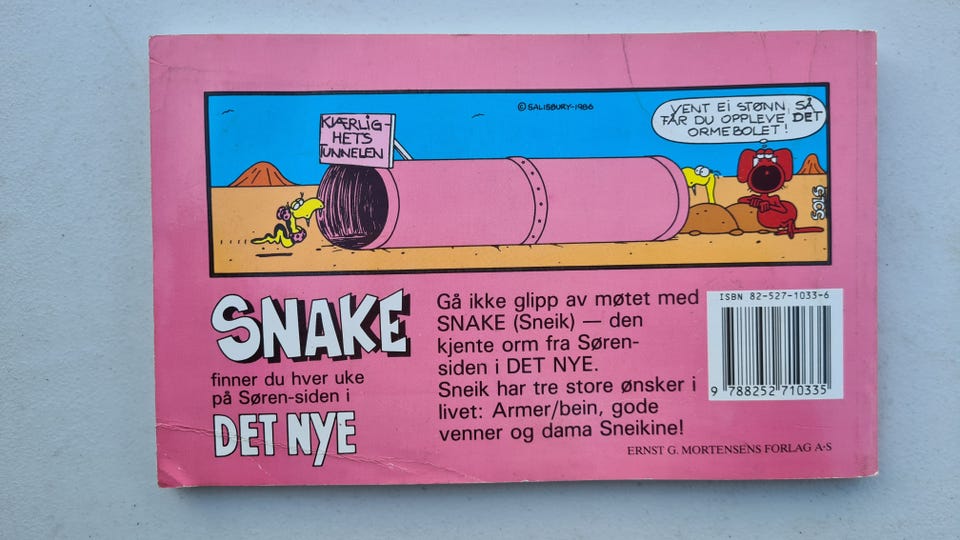 © SALISBURY-1986
KJÆRLIG-
HETS
TUNNELEN
VENT EI STØNN, SÅ
FÅR DU OPPLEVE DET
ORMEBOLET!
SOLS
SNAKE
finner du hver uke
på Søren-siden i
DET NYE
Gå ikke glipp av møtet med
SNAKE (Sneik) — den
kjente orm fra Søren-
siden i DET NYE.
Sneik har tre store ønsker i
livet: Armer/bein, gode
venner og dama Sneikine!
ISBN 82-527-1033-6
9 788252 710335
ERNST G. MORTENSENS FORLAG A·S